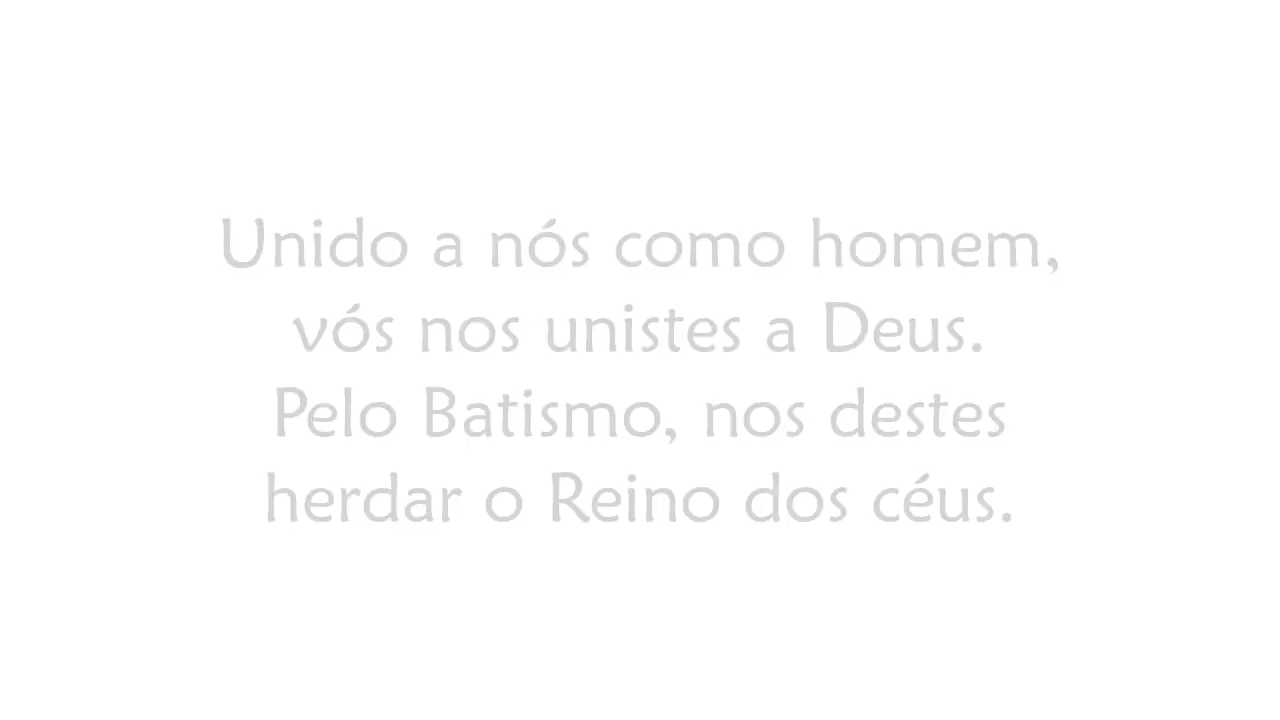 Unido a nós como homem,
vós nos unistes a Deus.
Pelo Batismo, nos destes
herdar o Reino dos céus.